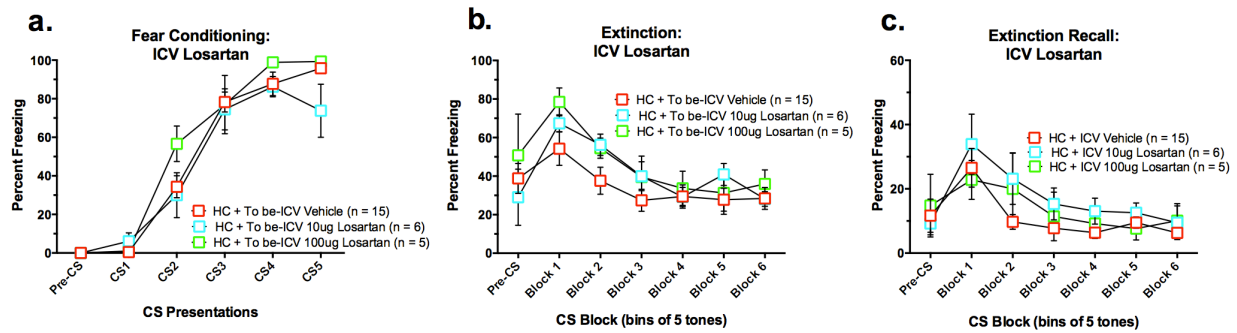 a.
Fear Conditioning:
ICV Losartan
Percent Freezing
100
80
60
40
20
0
HC + To be-ICV Vehicle (n = 15)
HC + To be-ICV 10ug Losartan (n = 6)
HC + To be-ICV 100ug Losartan (n = 5)
Pre-CS
CS1
CS2
CS3
CS4
CS5
CS Presentations
b.
Extinction:
ICV Losartan
Percent Freezing
100
80
60
40
20
0
HC + To be-ICV Vehicle (n = 15)
HC + To be-ICV 10ug Losartan (n = 6)
HC + To be-ICV 100ug Losartan (n = 5)
Pre-CS
Block 1
Block 2
Block 3
Block 4
Block 5
Block 6
CS Block (bins of 5 tones)
c.
Extinction Recall:
ICV Losartan
Percent Freezing
60
40
20
0
HC + ICV Vehicle (n = 15)
HC + ICV 10ug Losartan (n = 6)
HC + ICV 100ug Losartan (n = 5)
Pre-CS
Block 1
Block 2
Block 3
Block 4
Block 5
Block 6
CS Block (bins of 5 tones)